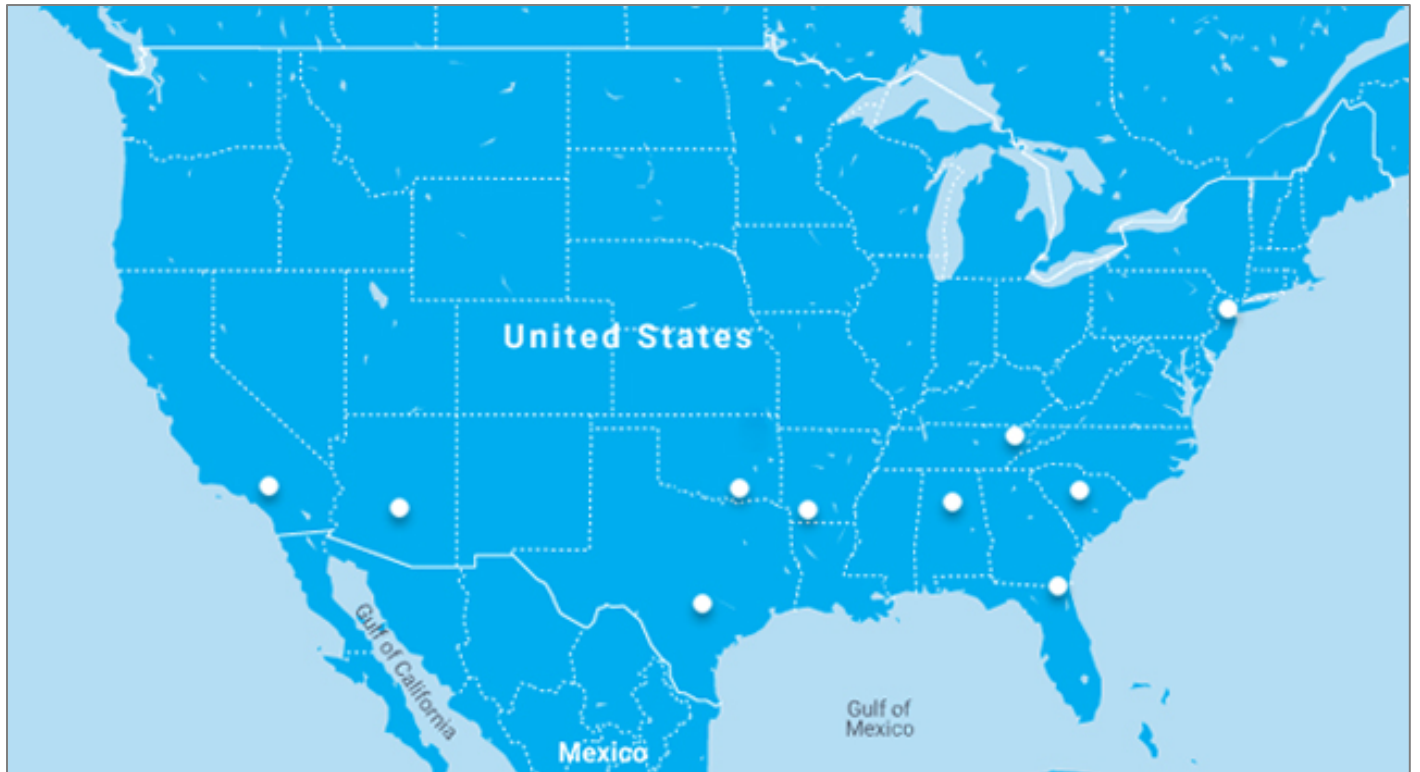 United States
Gulf of California
Gulf of
Mexico
Mexico